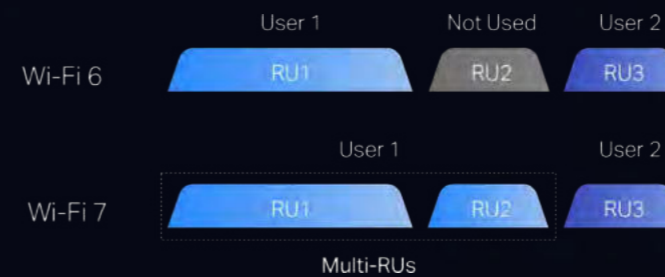 User 1 Not Used User 2
Wi-Fi 6 RU1 RU2 RU3
User 1 User 2
Wi-Fi 7 RU1 RU2 RU3
Multi-RUs